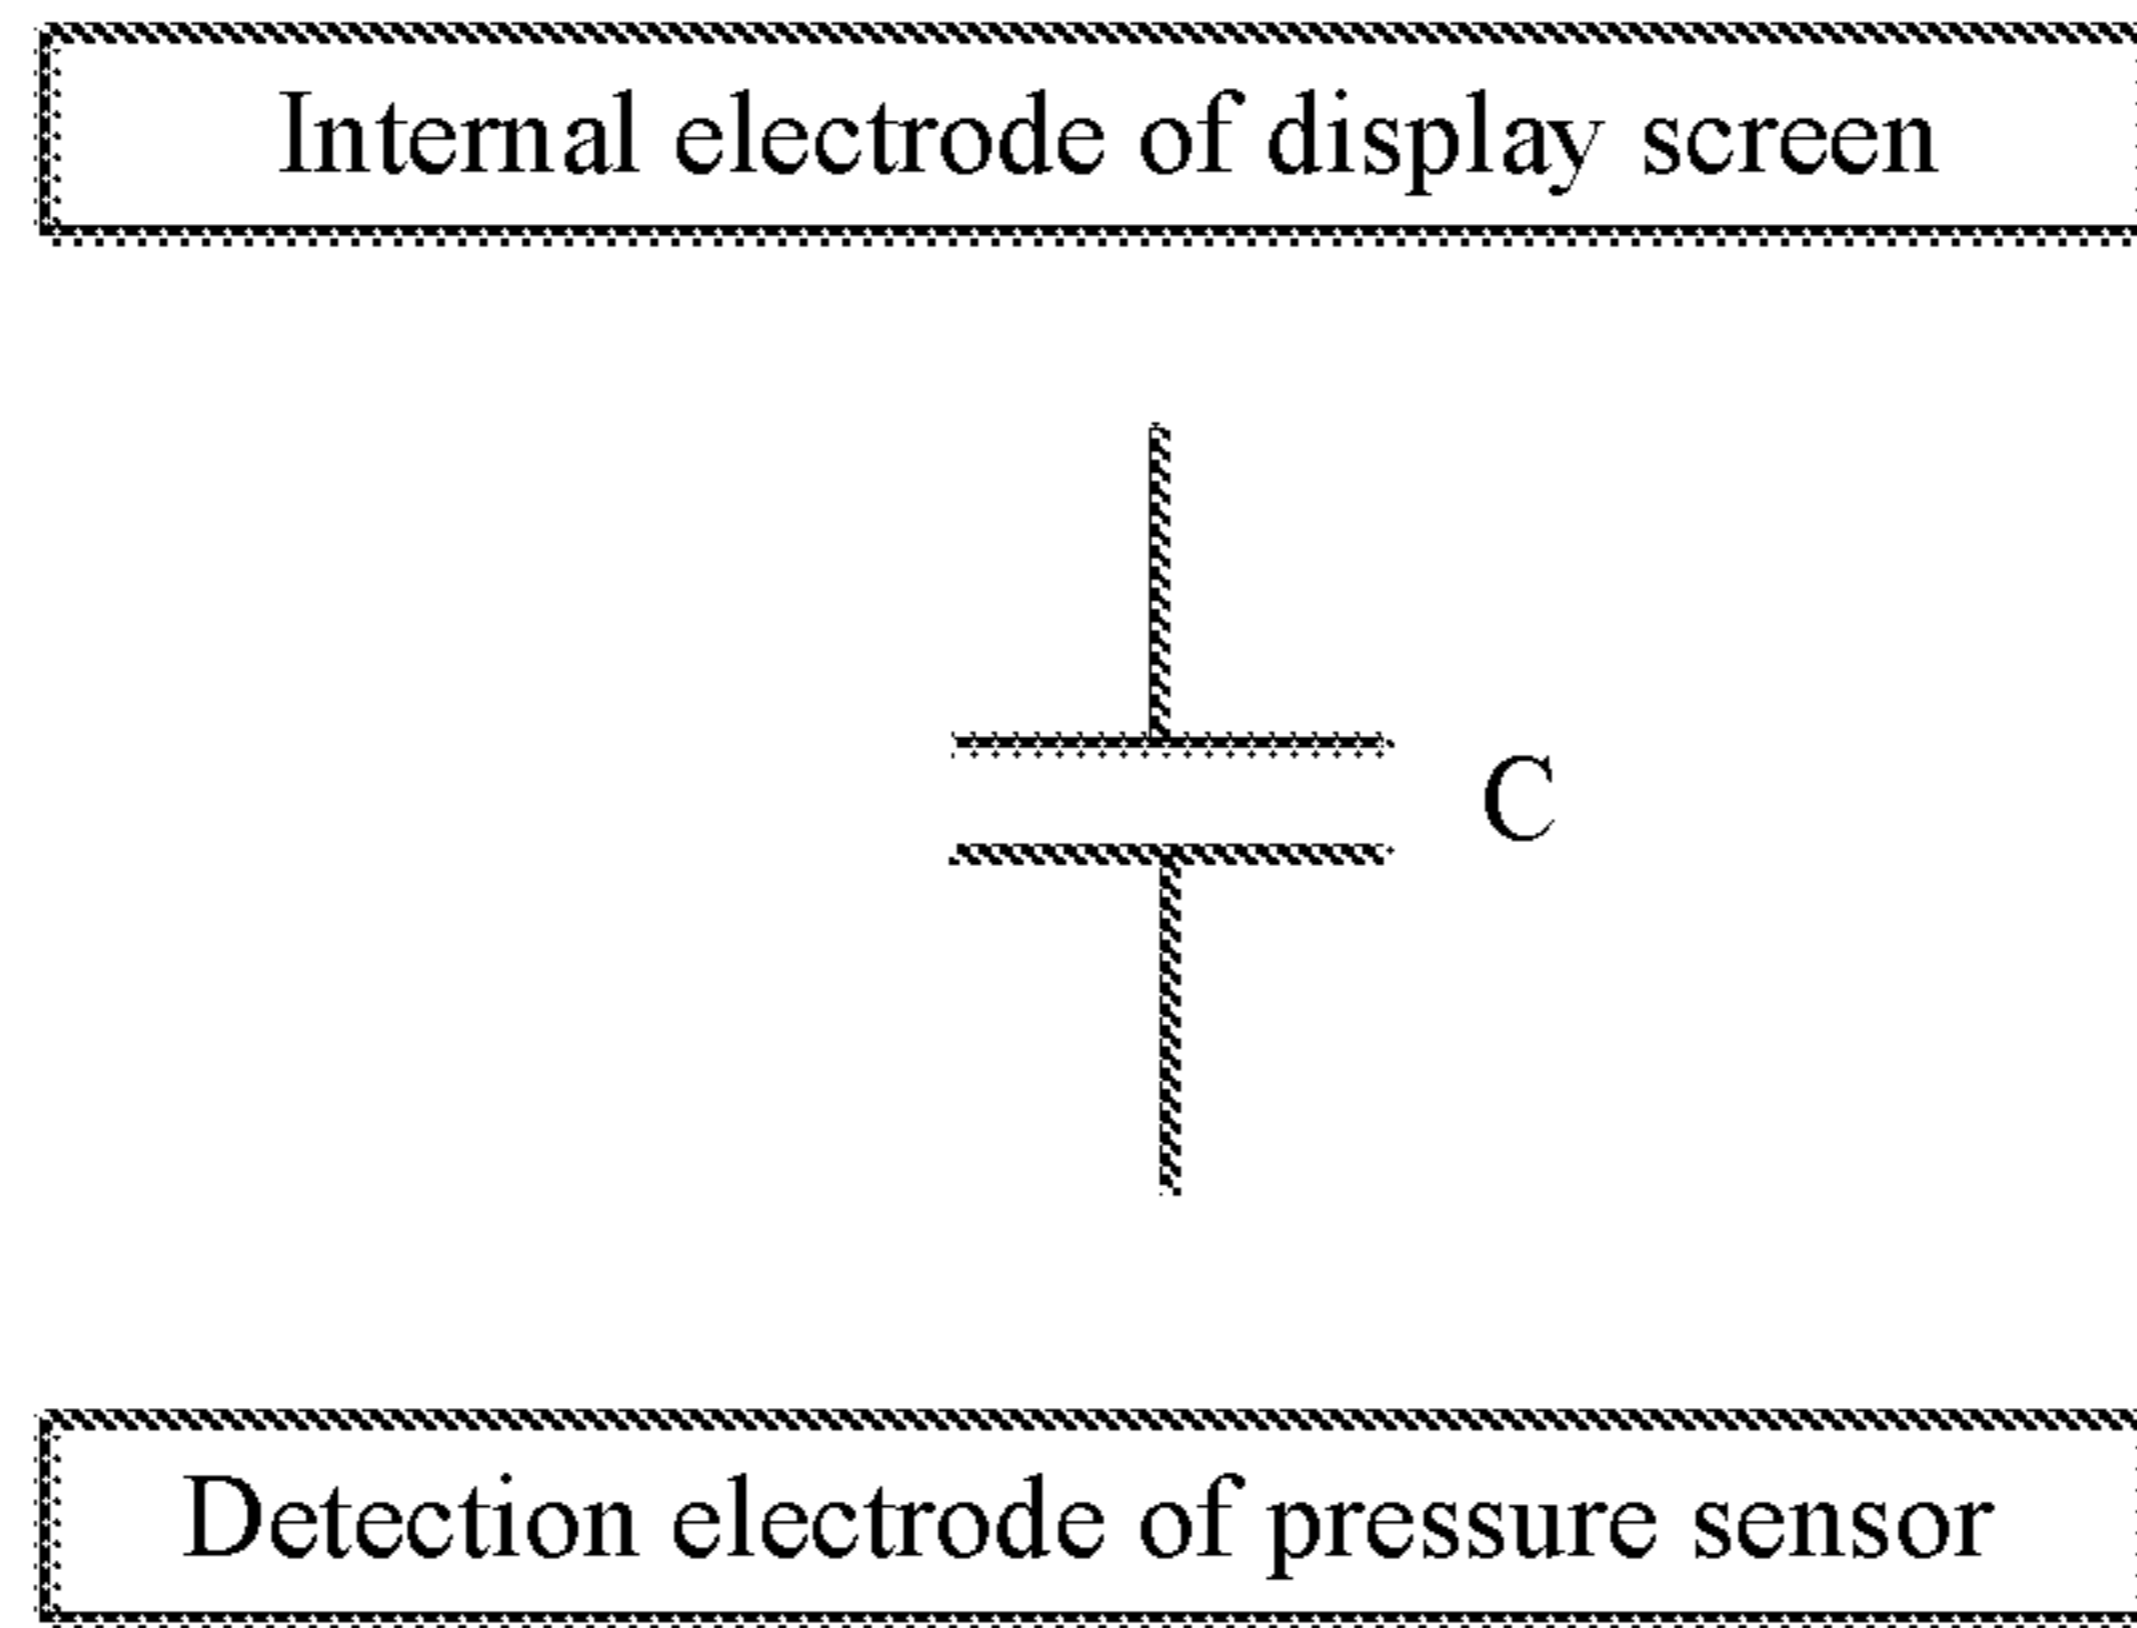 Internal electrode of display screen
C
Detection electrode of pressure sensor